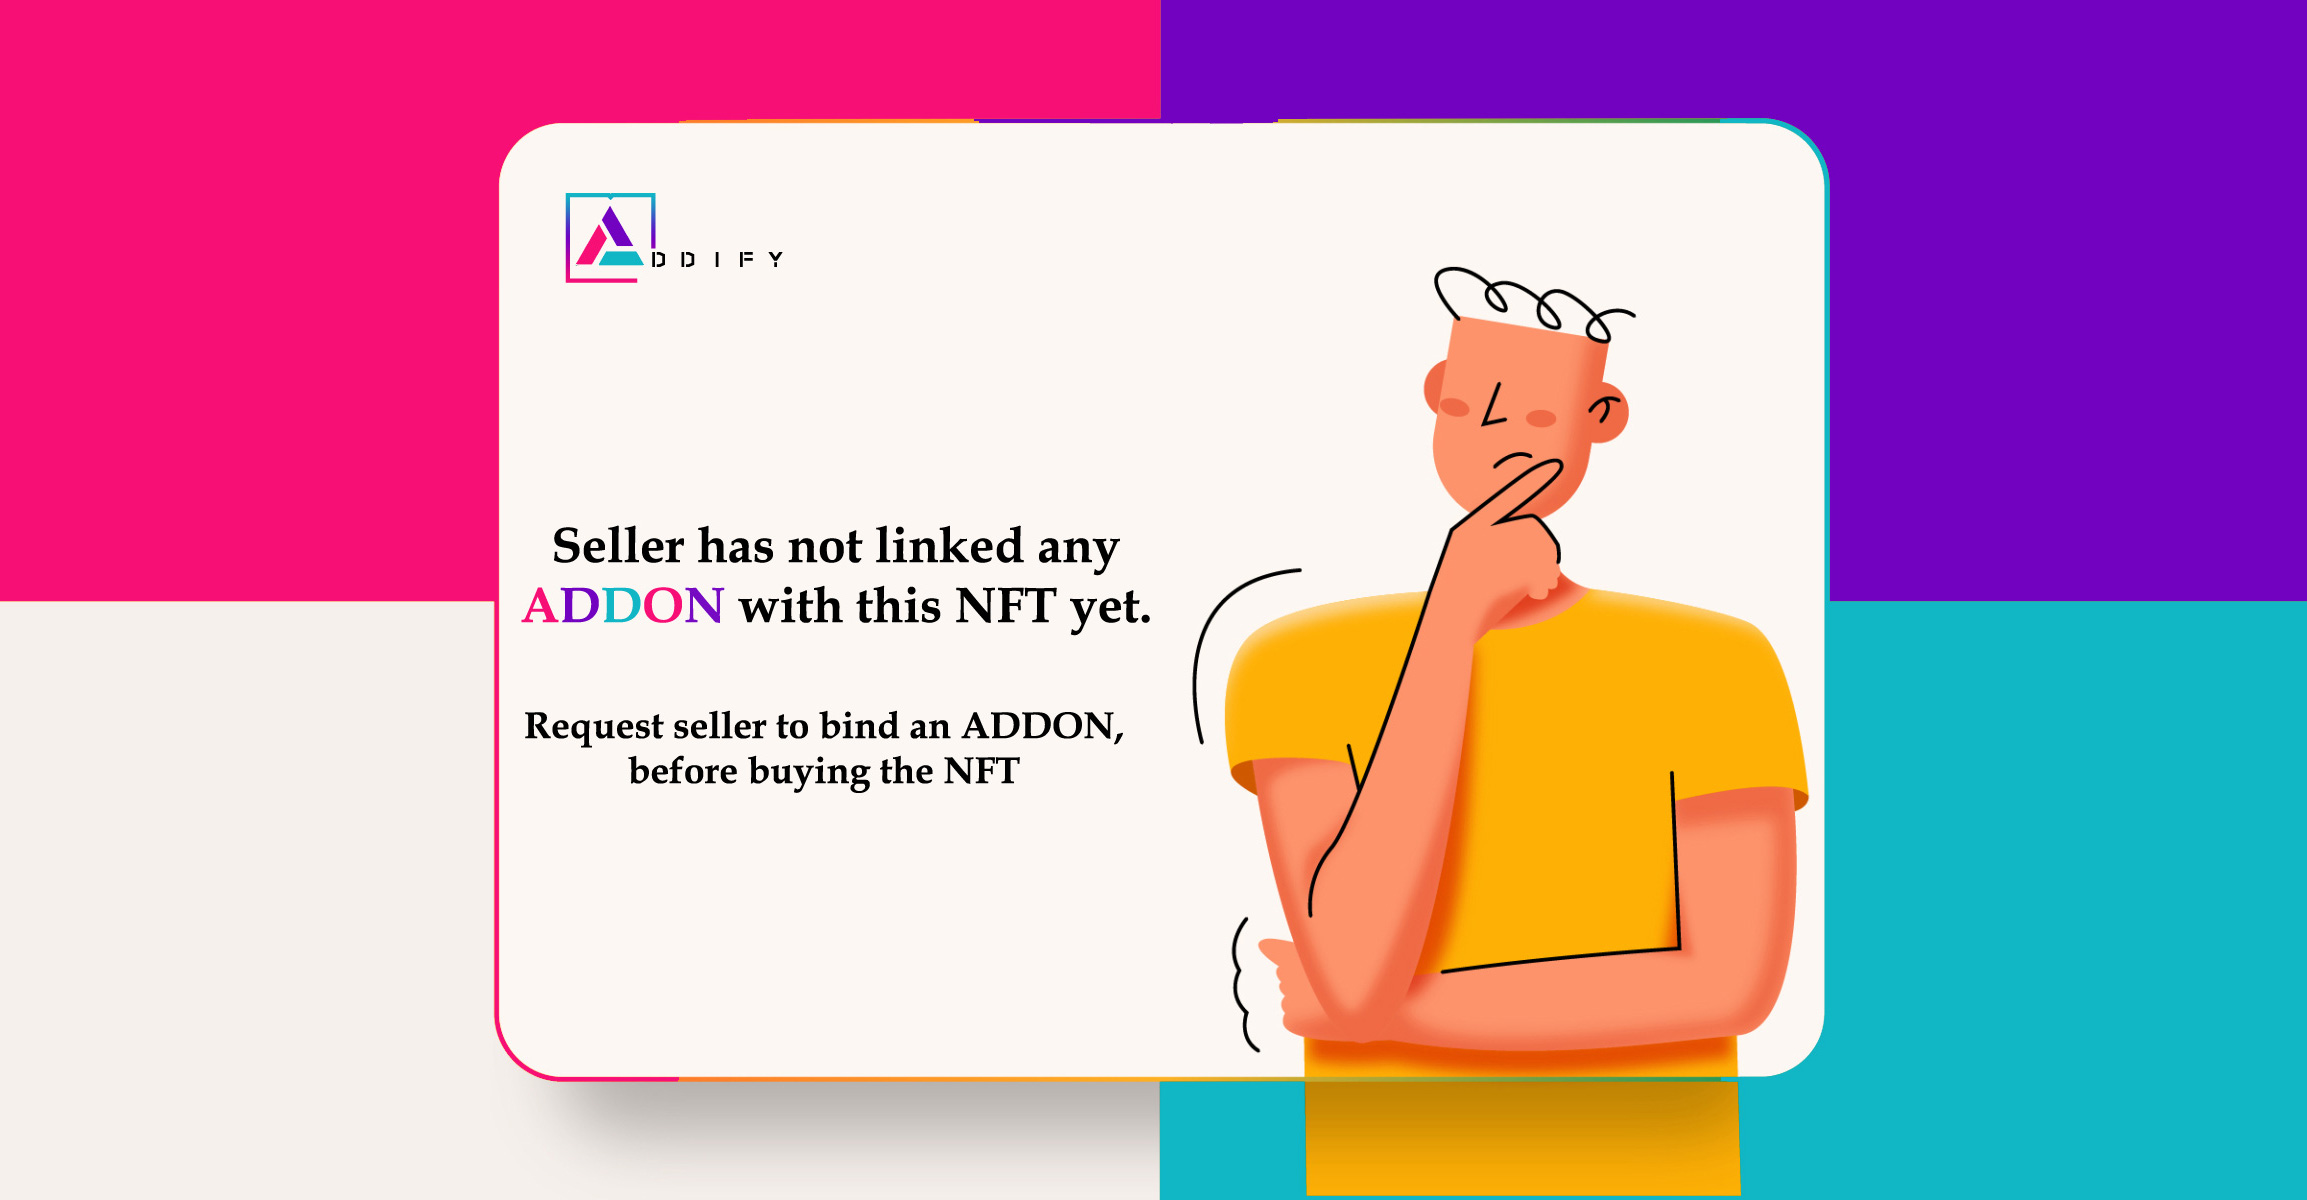 DDIFY
Seller has not linked any
ADDON with this NFT yet.
Request seller to bind an ADDON,
before buying the NFT